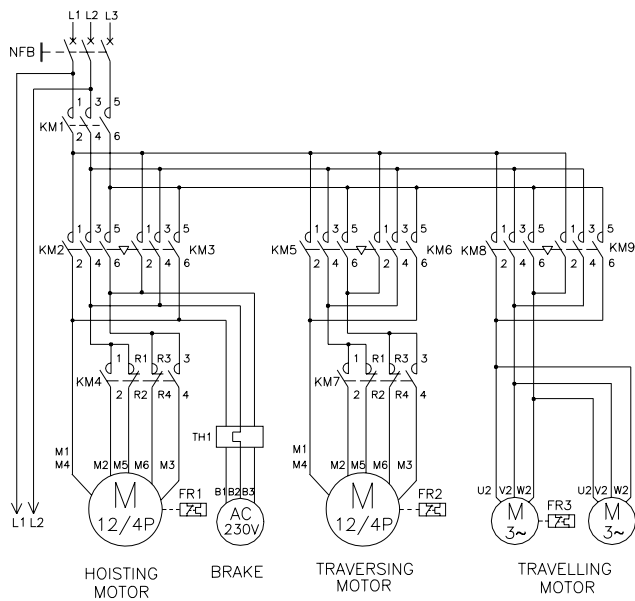 L1 L2 L3
NFB
1 3 5
KM1
2 4 6
1 3 5 1 3 5 1 3 5 1 3 5 1 3 5 1 3 5
KM2 KM3 KM5 KM6 KM8 KM9
2 4 6 2 4 6 2 4 6 2 4 6 2 4 6 2 4 6
1 R1 R3 3 1 R1 R3 3
KM4 KM7
2 R2 R4 4 2 R2 R4 4
TH1
M1 M1
M4 M2 M5 M6 M3 M4 M2 M5 M6 M3
B1 B2 B3 U2 V2 W2 U2 V2 W2
FR1 FR2 FR3
M AC M M M
12/4P 230V 12/4P 3~ 3~
L1 L2
HOISTING BRAKE TRAVERSING TRAVELLING
MOTOR MOTOR MOTOR